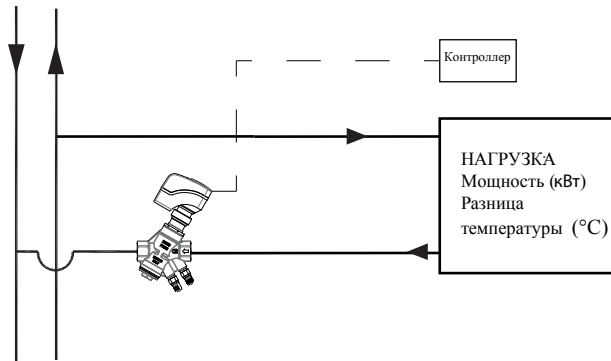 Контроллер
НАГРУЗКА
Мощность (кВт)
Разница
температуры (°C)